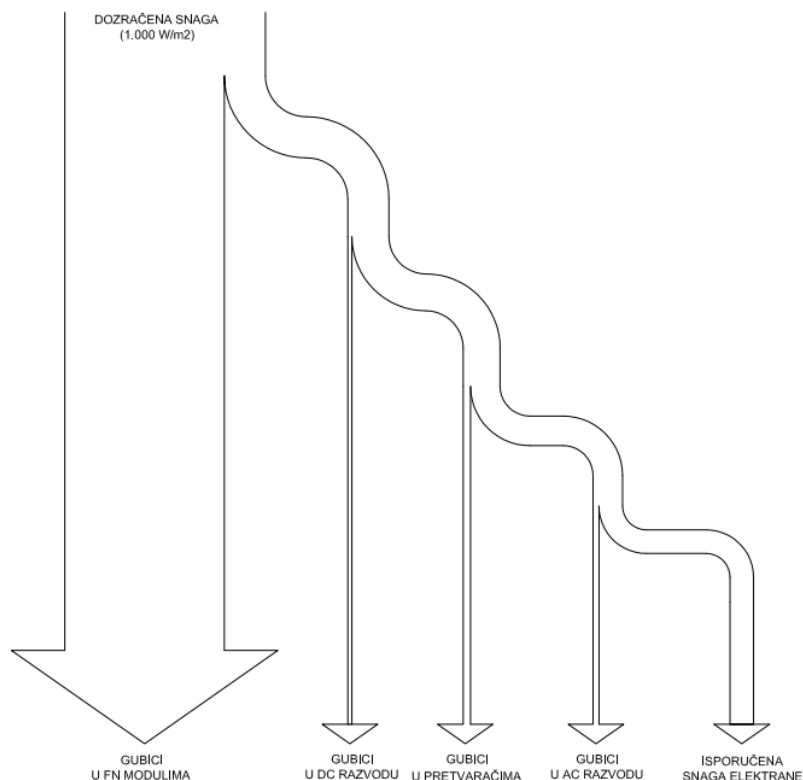 DOZRAČENA SNAGA
(1.000 W/m2)
GUBICI
U FN MODULIMA
GUBICI
U DC RAZVODU
GUBICI
U PRETVARAČIMA
GUBICI
U AC RAZVODU
ISPORUČENA
SNAGA ELEKTRANE